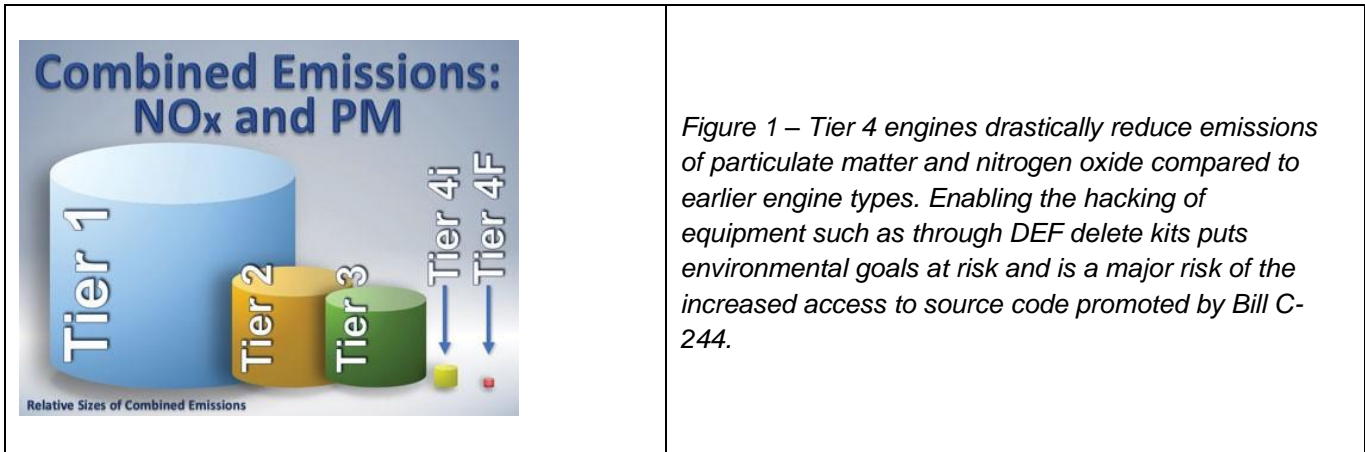 Combined Emissions:
NOx and PM
Tier 1
Tier 2
Tier 3
Tier 4i
Tier 4F
Relative Sizes of Combined Emissions
Figure 1 – Tier 4 engines drastically reduce emissions
of particulate matter and nitrogen oxide compared to
earlier engine types. Enabling the hacking of
equipment such as through DEF delete kits puts
environmental goals at risk and is a major risk of the
increased access to source code promoted by Bill C-
244.